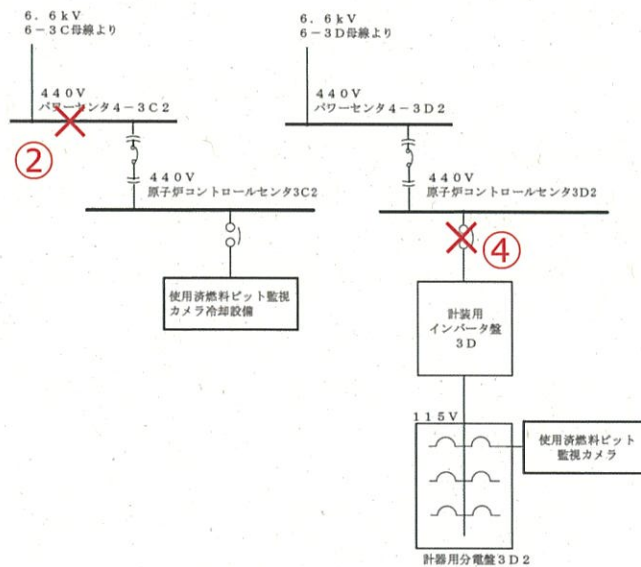 6．6kV
6－3C母線より
440V
パワーセンタ4－3C2
②
440V
原子炉コントロールセンタ3C2
使用済燃料ピット監視
カメラ冷却設備
6．6kV
6－3D母線より
440V
パワーセンタ4－3D2
440V
原子炉コントロールセンタ3D2
④
計装用
インバータ盤
3D
115V
使用済燃料ピット
監視カメラ
計器用分電盤3D2